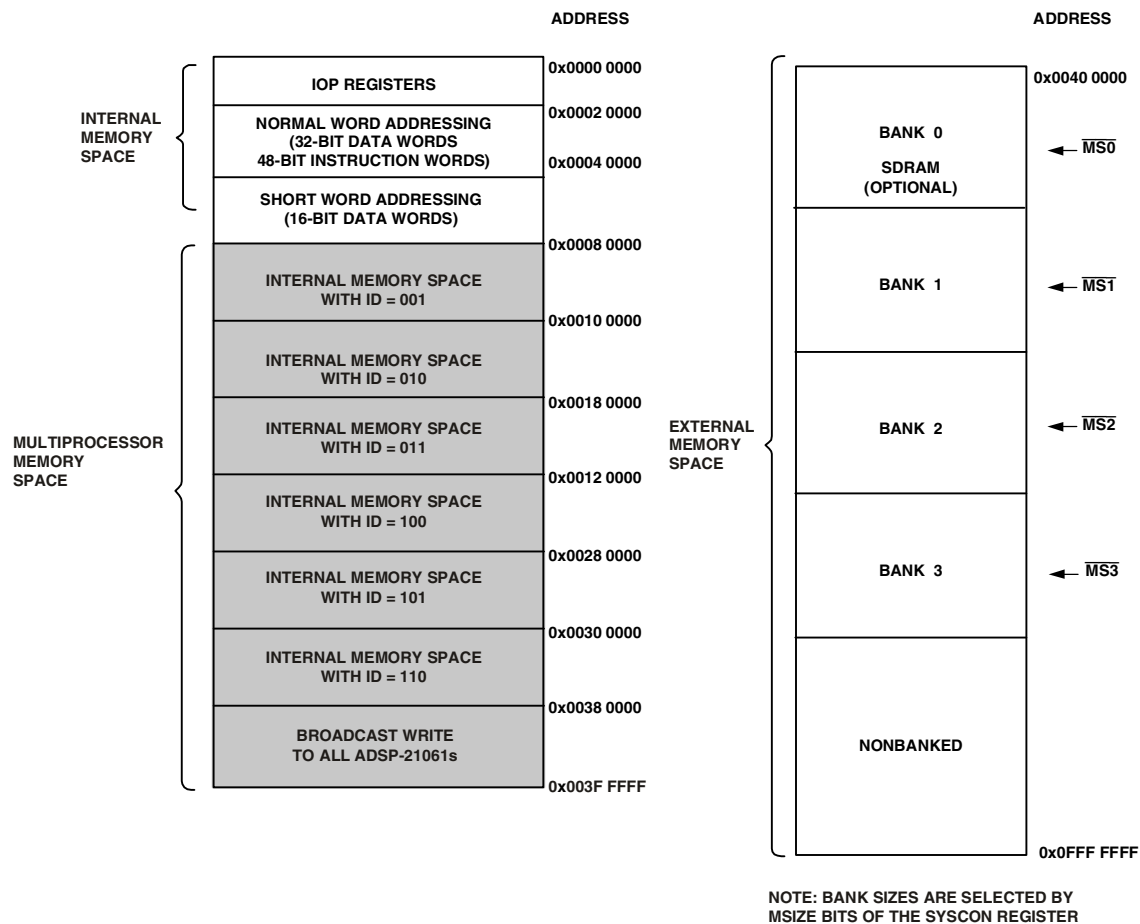 ADDRESS
0x0000 0000
IOP REGISTERS
0x0002 0000
INTERNAL
MEMORY
SPACE
NORMAL WORD ADDRESSING
(32-BIT DATA WORDS
48-BIT INSTRUCTION WORDS)
0x0004 0000
SHORT WORD ADDRESSING
(16-BIT DATA WORDS)
0x0008 0000
INTERNAL MEMORY SPACE
WITH ID = 001
0x0010 0000
INTERNAL MEMORY SPACE
WITH ID = 010
0x0018 0000
MULTIPROCESSOR
MEMORY
SPACE
INTERNAL MEMORY SPACE
WITH ID = 011
0x0012 0000
INTERNAL MEMORY SPACE
WITH ID = 100
0x0028 0000
INTERNAL MEMORY SPACE
WITH ID = 101
0x0030 0000
INTERNAL MEMORY SPACE
WITH ID = 110
0x0038 0000
BROADCAST WRITE
TO ALL ADSP-21061s
0x003F FFFF
ADDRESS
0x0040 0000
BANK 0
MS0
SDRAM
(OPTIONAL)
BANK 1
MS1
EXTERNAL
MEMORY
SPACE
BANK 2
MS2
BANK 3
MS3
NONBANKED
0x0FFF FFFF
NOTE: BANK SIZES ARE SELECTED BY
MSIZE BITS OF THE SYSCON REGISTER